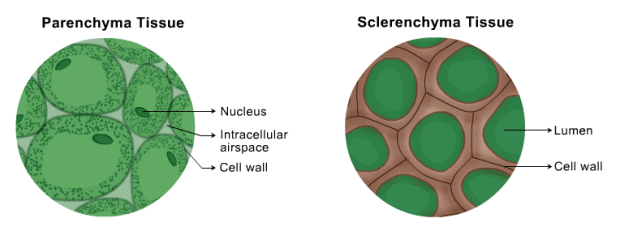 Parenchyma Tissue
Sclerenchyma Tissue
Nucleus
Intracellular
airspace
Cell wall
Lumen
Cell wall